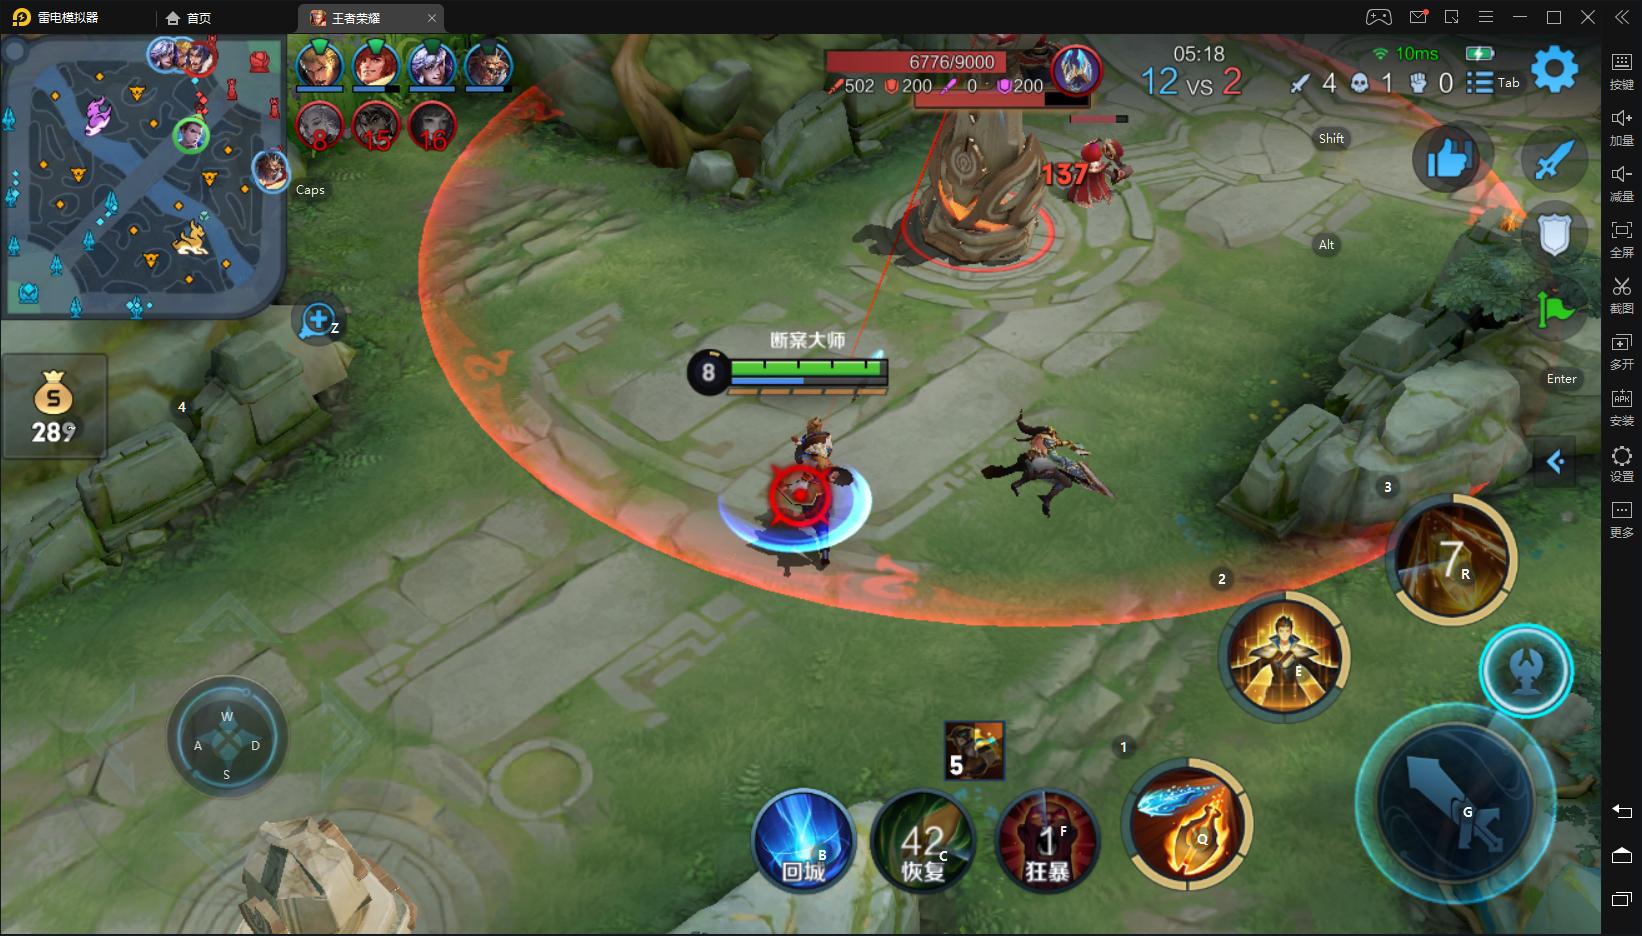 雷电模拟器
首页
王者荣耀
8
15
16
6776/9000
502
200
0
200
05:18
12 VS 2
10ms
4
1
0
Tab
按键
加量
减量
全屏
截图
多开
安装
设置
更多
APK
Shift
Alt
Enter
Caps
Z
137
断案大师
8
S
289
4
3
7
R
2
E
W
A
D
S
5
1
B
回城
42
C
恢复
1
F
狂暴
Q
G